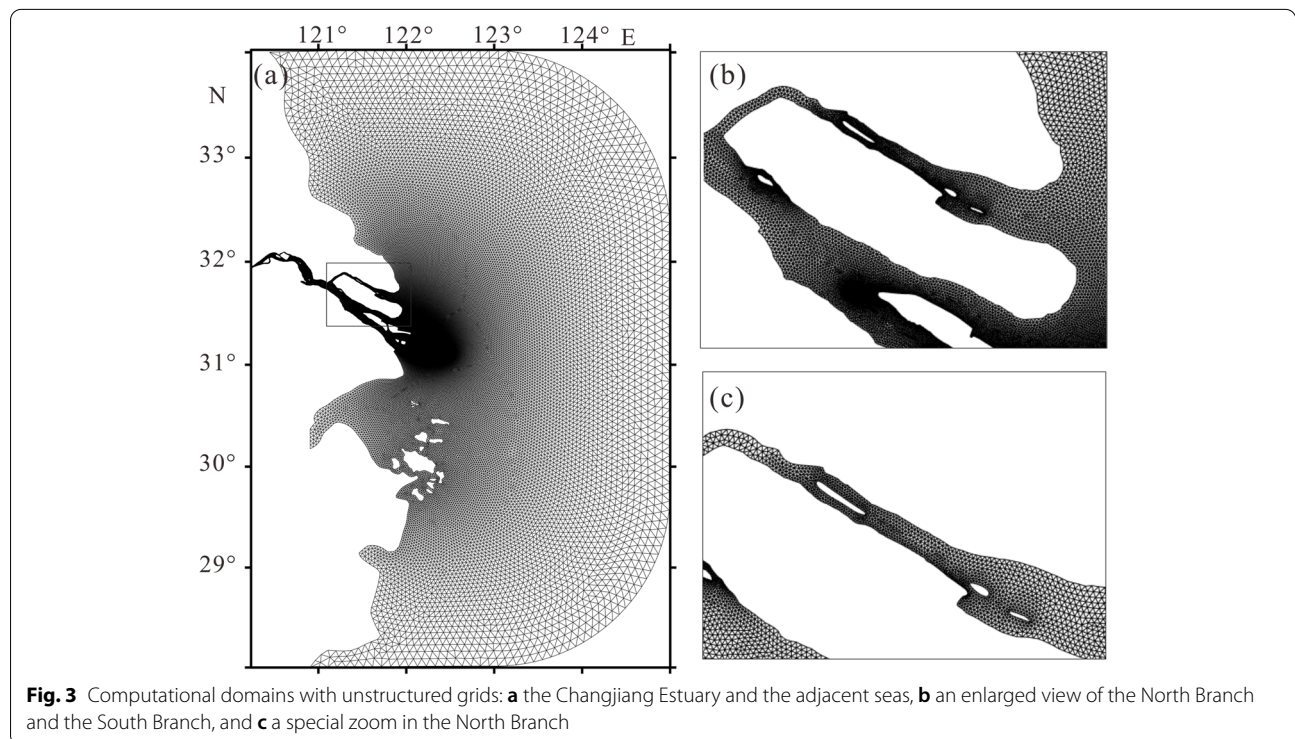 121° 122° 123° 124° E
(a)
N
33°
32°
31°
30°
29°
(b)
(c)
Fig. 3 Computational domains with unstructured grids: a the Changjiang Estuary and the adjacent seas, b an enlarged view of the North Branch
and the South Branch, and c a special zoom in the North Branch